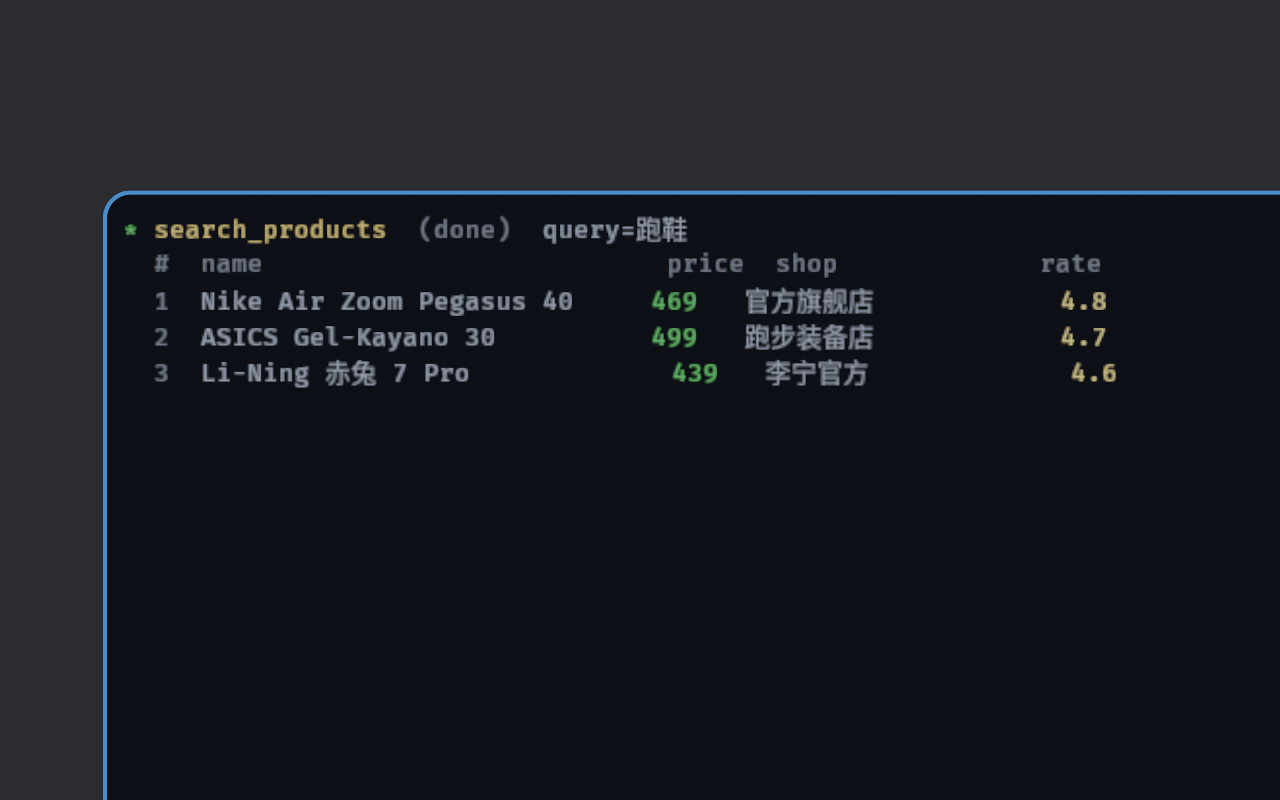 * search_products (done) query=跑鞋
# name price shop rate
1 Nike Air Zoom Pegasus 40 469 官方旗舰店 4.8
2 ASICS Gel-Kayano 30 499 跑步装备店 4.7
3 Li-Ning 赤兔 7 Pro 439 李宁官方 4.6